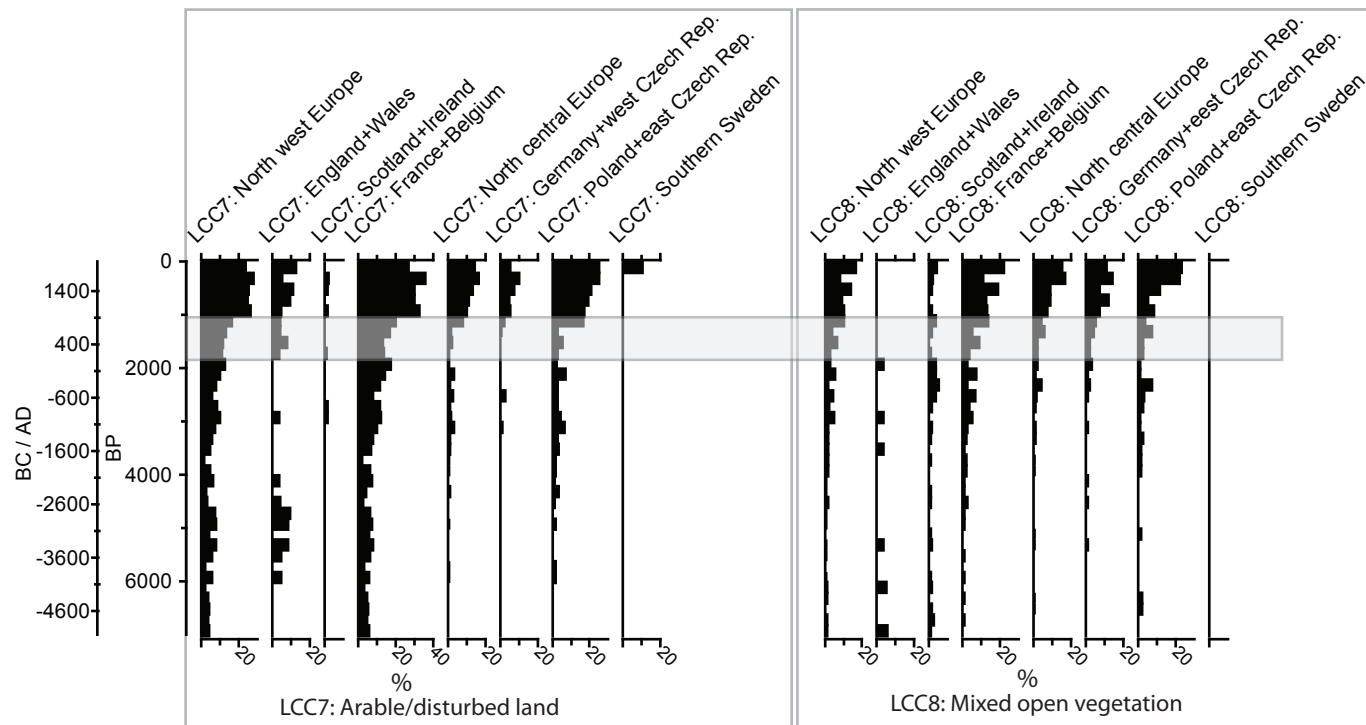 LCC7: North west Europe
LCC7: England+Wales
LCC7: Scotland+Ireland
LCC7: France+Belgium
LCC7: North central Europe
LCC7: Germany+west Czech Rep.
LCC7: Poland+east Czech Rep.
LCC7: Southern Sweden
LCC8: North west Europe
LCC8: England+Wales
LCC8: Scotland+Ireland
LCC8: France+Belgium
LCC8: North central Europe
LCC8: Germany+eest Czech Rep.
LCC8: Poland+east Czech Rep.
LCC8: Southern Sweden
BC / AD
1400
400
-600
-1600
-2600
-3600
-4600
BP
0
2000
4000
6000
20 20 20 40 20 20 20 20
20 20 20 20 20 20
%
LCC7: Arable/disturbed land
%
LCC8: Mixed open vegetation